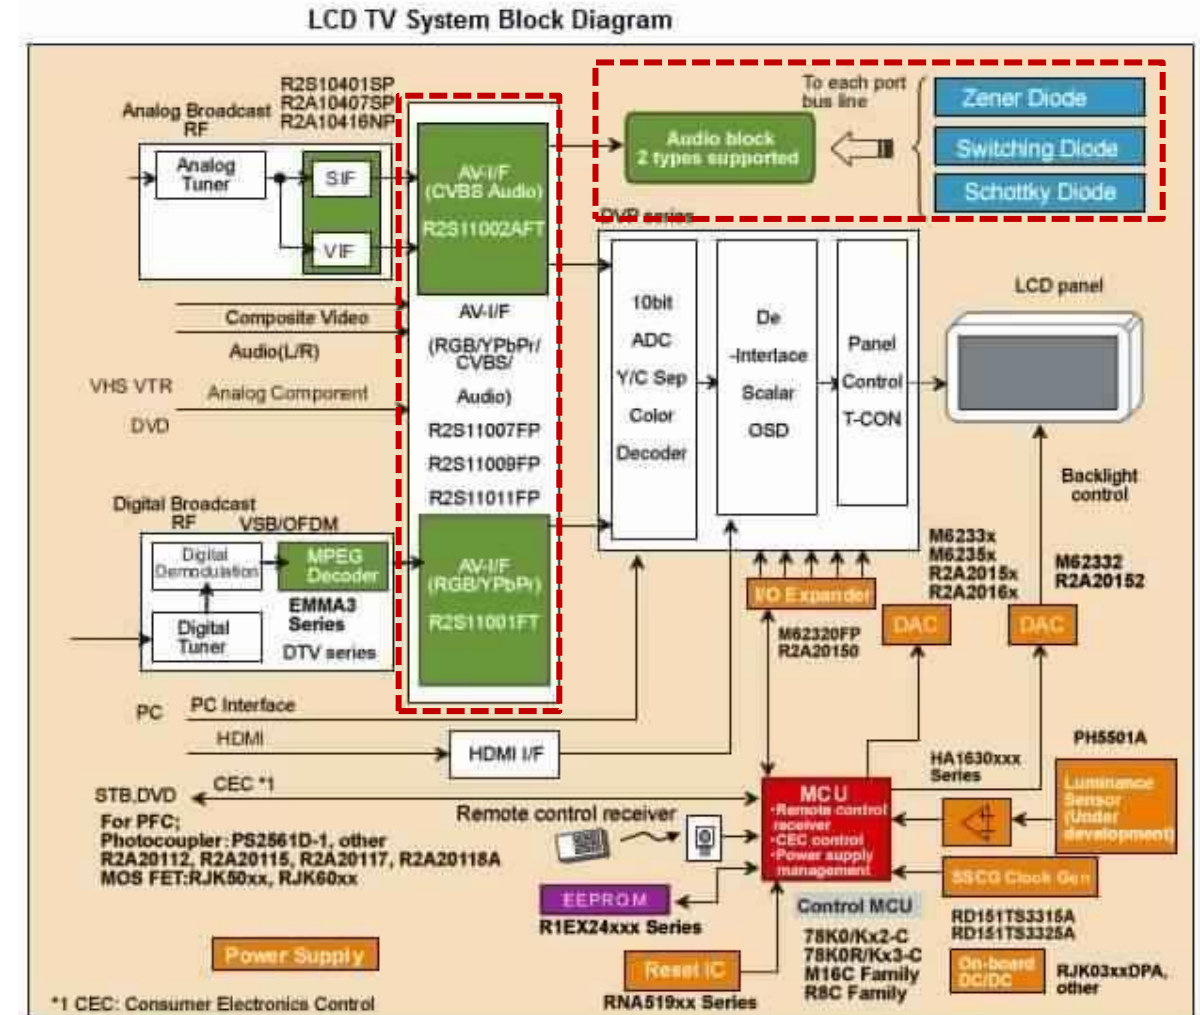 LCD TV System Block Diagram
R2S10401SP
R2A10407SP
R2A10416NP
Analog Broadcast
RF
Analog
Tuner
SIF
VIF
AV-I/F
(CVBS Audio)
R2S11002AFT
Audio block
2 types supported
To each port
bus line
Zener Diode
Switching Diode
Schottky Diode
DVP series
Composite Video
Audio(L/R)
VHS VTR
Analog Component
DVD
AV-I/F
(RGB/YPbPr/
CVBS/
Audio)
R2S11007FP
R2S11009FP
R2S11011FP
10bit
ADC
Y/C Sep
Color
Decoder
De
-Interlace
Scalar
OSD
Panel
Control
T-CON
LCD panel
Backlight
control
Digital Broadcast
RF
VSB/OFDM
Digital
Demodulation
MPEG
Decoder
EMMA3
Series
Digital
Tuner
DTV series
AV-I/F
(RGB/YPbPr)
R2S11001FT
I/O Expander
M62320FP
R2A20150
M6233x
M6235x
R2A2015x
R2A2016x
DAC
M62332
R2A20152
DAC
PC
PC Interface
HDMI
HDMI I/F
CEC *1
STB,DVD
For PFC;
Photocoupler:PS2561D-1, other
R2A20112, R2A20115, R2A20117, R2A20118A
MOS FET:RJK50xx, RJK60xx
Remote control receiver
MCU
•Remote control
receiver
•CEC control
•Power supply
management
HA1630xxx
Series
PH5501A
Luminance
Sensor
(Under
development)
SSCG Clock Gen
RD151TS3315A
RD151TS3325A
EEPROM
R1EX24xxx Series
Control MCU
78K0/Kx2-C
78K0R/Kx3-C
M16C Family
R8C Family
Power Supply
Reset IC
RNA519xx Series
On-board
DC/DC
RJK03xxDPA,
other
*1 CEC: Consumer Electronics Control